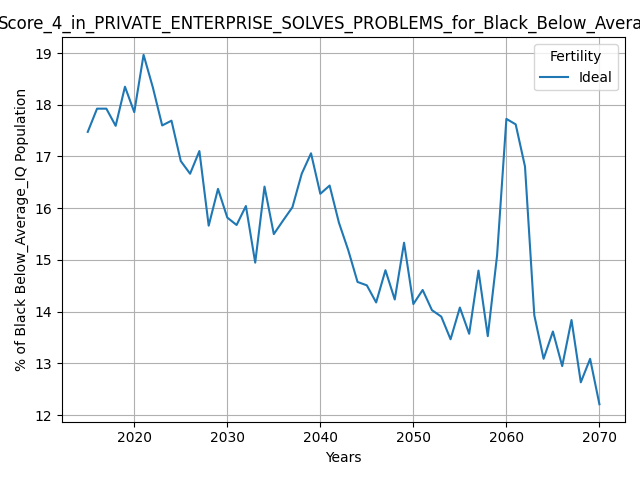 Score_4_in_PRIVATE_ENTERPRISE_SOLVES_PROBLEMS_for_Black_Below_Avera
Fertility
Ideal
% of Black Below_Average_IQ Population
19
18
17
16
15
14
13
12
2020 2030 2040 2050 2060 2070
Years